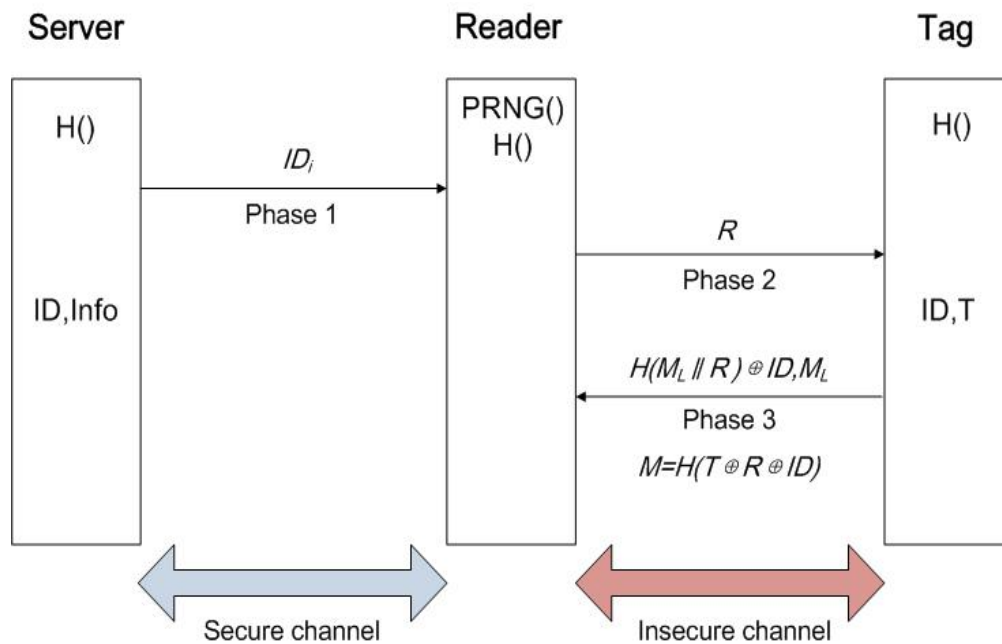 Server
Reader
Tag
H()
PRNG()
H()
H()
ID_i
Phase 1
R
Phase 2
ID,Info
ID,T
H(M_L ∥ R) ⊕ ID,M_L
Phase 3
M=H(T ⊕ R ⊕ ID)
Secure channel
Insecure channel